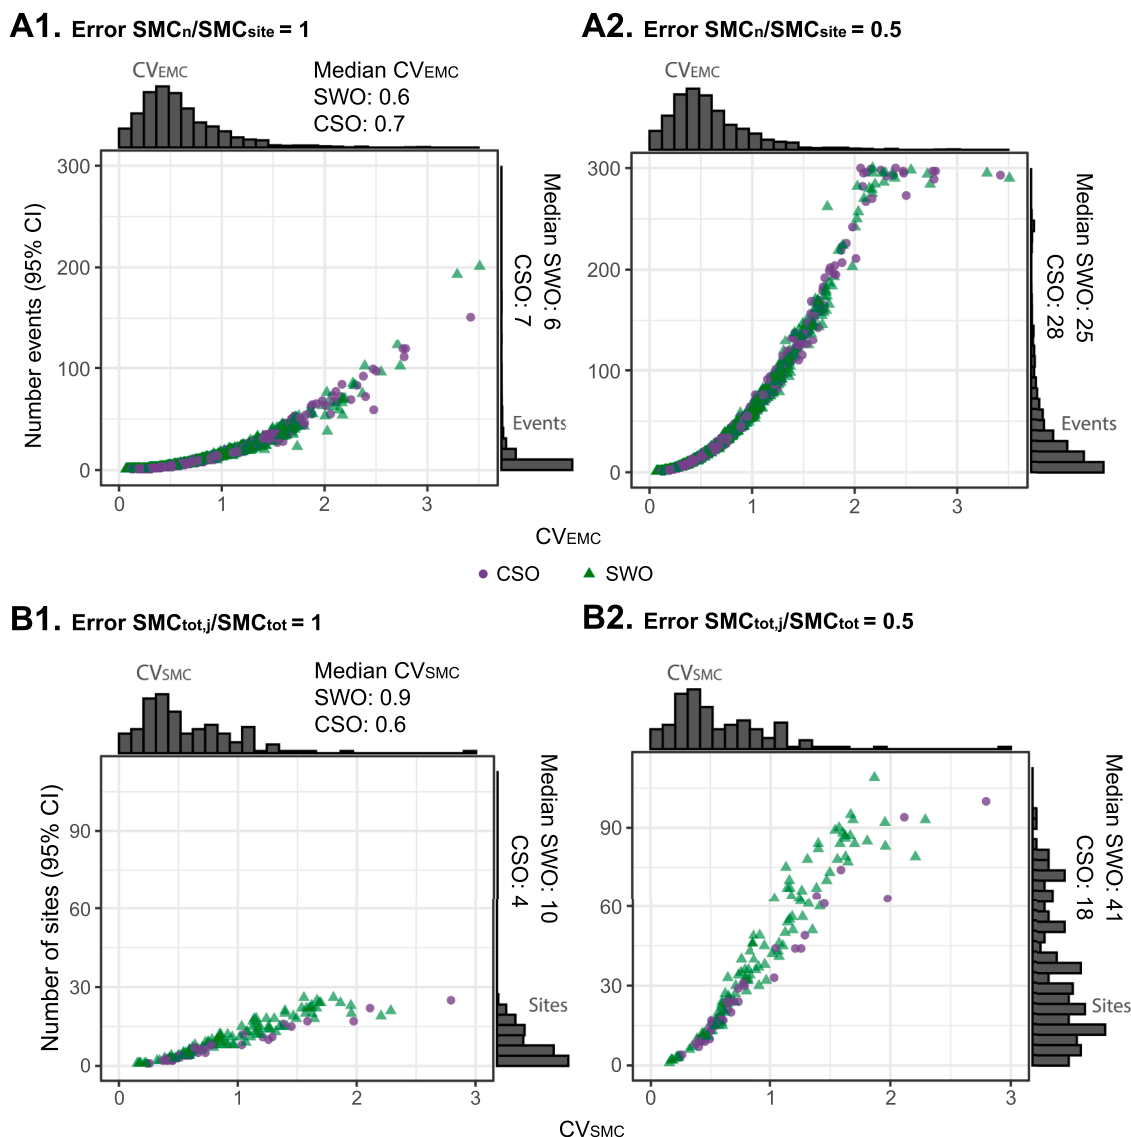 A1. Error SMCn/SMCsite = 1
CVEMC
Median CVEMC
SWO: 0.6
CSO: 0.7
Number events (95% CI)
300
200
100
0
0 1 2 3
Median SWO: 6
CSO: 7
Events
A2. Error SMCn/SMCsite = 0.5
CVEMC
300
200
100
0
0 1 2 3
Median SWO: 25
CSO: 28
Events
CVEMC
CSO SWO
B1. Error SMCtot,j/SMCtot = 1
CVSMC
Median CVSMC
SWO: 0.9
CSO: 0.6
Number of sites (95% CI)
90
60
30
0
0 1 2 3
Median SWO: 10
CSO: 4
Sites
B2. Error SMCtot,j/SMCtot = 0.5
CVSMC
90
60
30
0
0 1 2 3
Median SWO: 41
CSO: 18
Sites
CVSMC